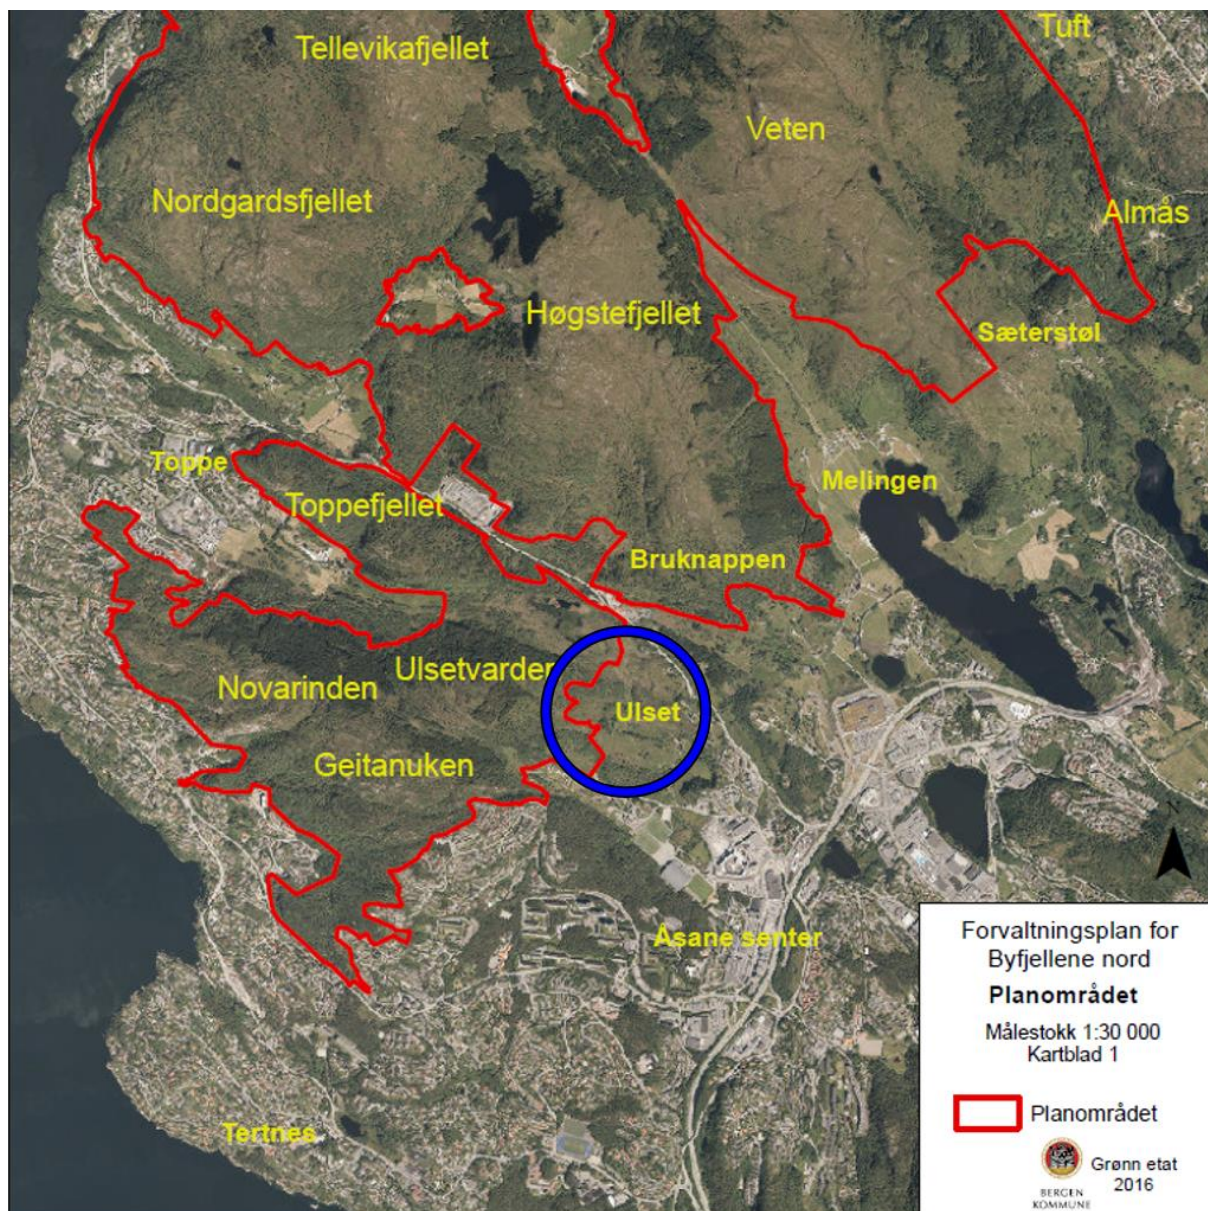 Tellevikafjellet
Tuft
Veten
Nordgardsfjellet
Almås
Høgstefjellet
Sæterstøl
Toppe
Toppefjellet
Melingen
Bruknappen
Ulsetvarder
Novarinden
Ulset
Geitanuken
N
Åsane senter
Tertnes
Forvaltningsplan for
Byfjellene nord
Planområdet
Målestokk 1:30 000
Kartblad 1
Planområdet
Grønn etat
2016
BERGEN
KOMMUNE